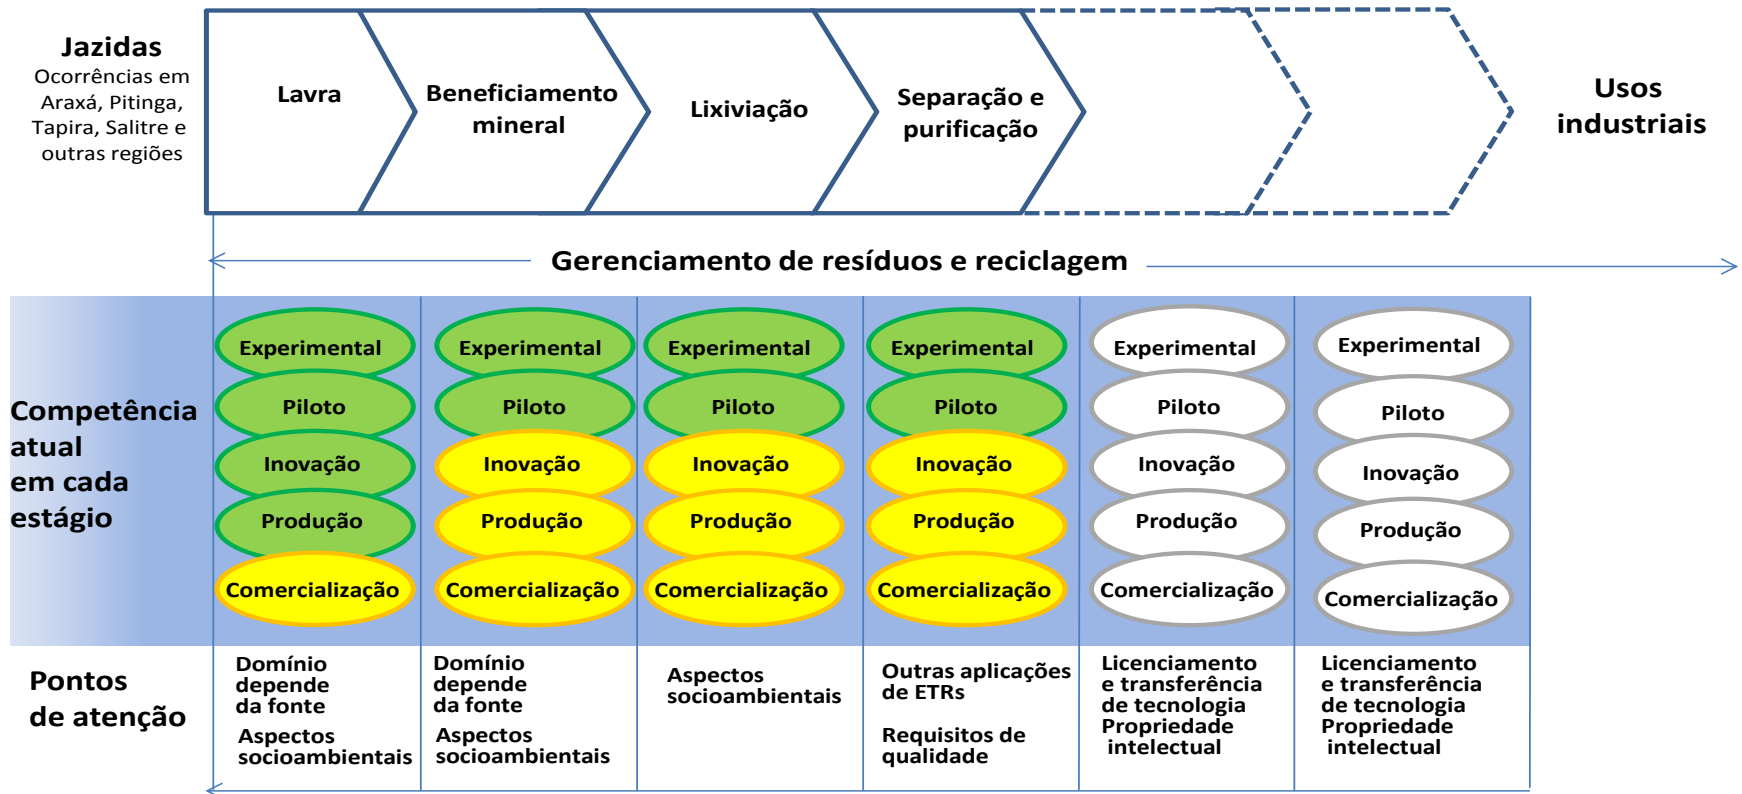 Jazidas
Ocorrências em
Araxá, Pitinga,
Tapira, Salitre e
outras regiões
Lavra
Beneficiamento
mineral
Lixiviação
Separação e
purificação
Usos
industriais
Gerenciamento de resíduos e reciclagem
Competência
atual
em cada
estágio
Experimental
Piloto
Inovação
Produção
Comercialização
Experimental
Piloto
Inovação
Produção
Comercialização
Experimental
Piloto
Inovação
Produção
Comercialização
Experimental
Piloto
Inovação
Produção
Comercialização
Experimental
Piloto
Inovação
Produção
Comercialização
Experimental
Piloto
Inovação
Produção
Comercialização
Pontos
de atenção
Domínio
depende
da fonte
Aspectos
socioambientais
Domínio
depende
da fonte
Aspectos
socioambientais
Aspectos
socioambientais
Outras aplicações
de ETRs
Requisitos de
qualidade
Licenciamento
e transferência
de tecnologia
Propriedade
intelectual
Licenciamento
e transferência
de tecnologia
Propriedade
intelectual